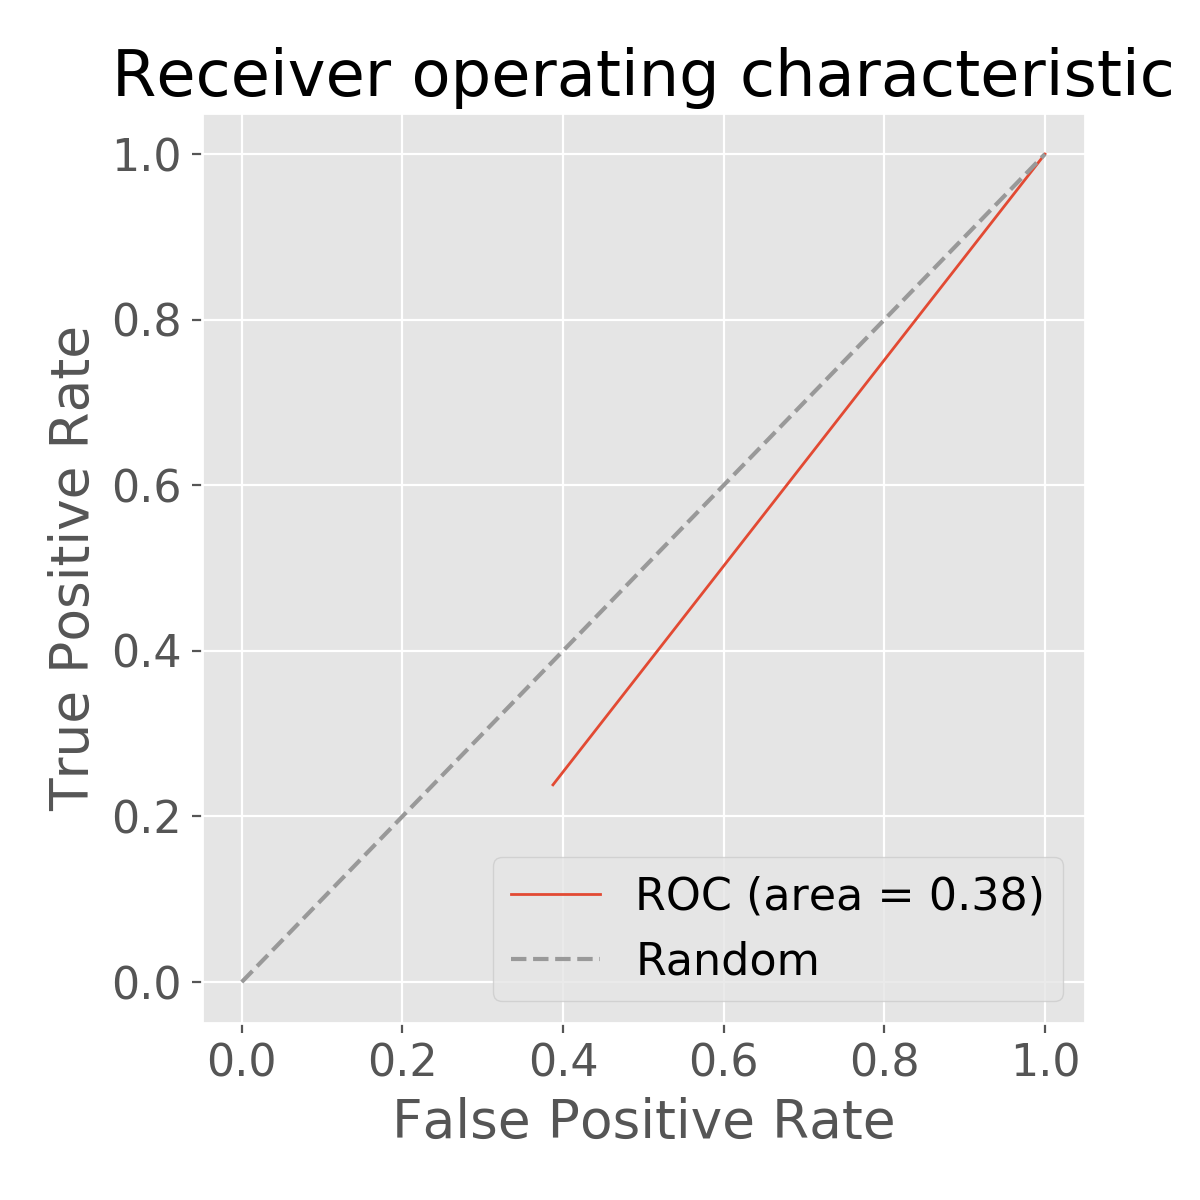 Receiver operating characteristic
1.0
0.8
0.6
0.4
0.2
0.0
True Positive Rate
ROC (area = 0.38)
Random
0.0 0.2 0.4 0.6 0.8 1.0
False Positive Rate